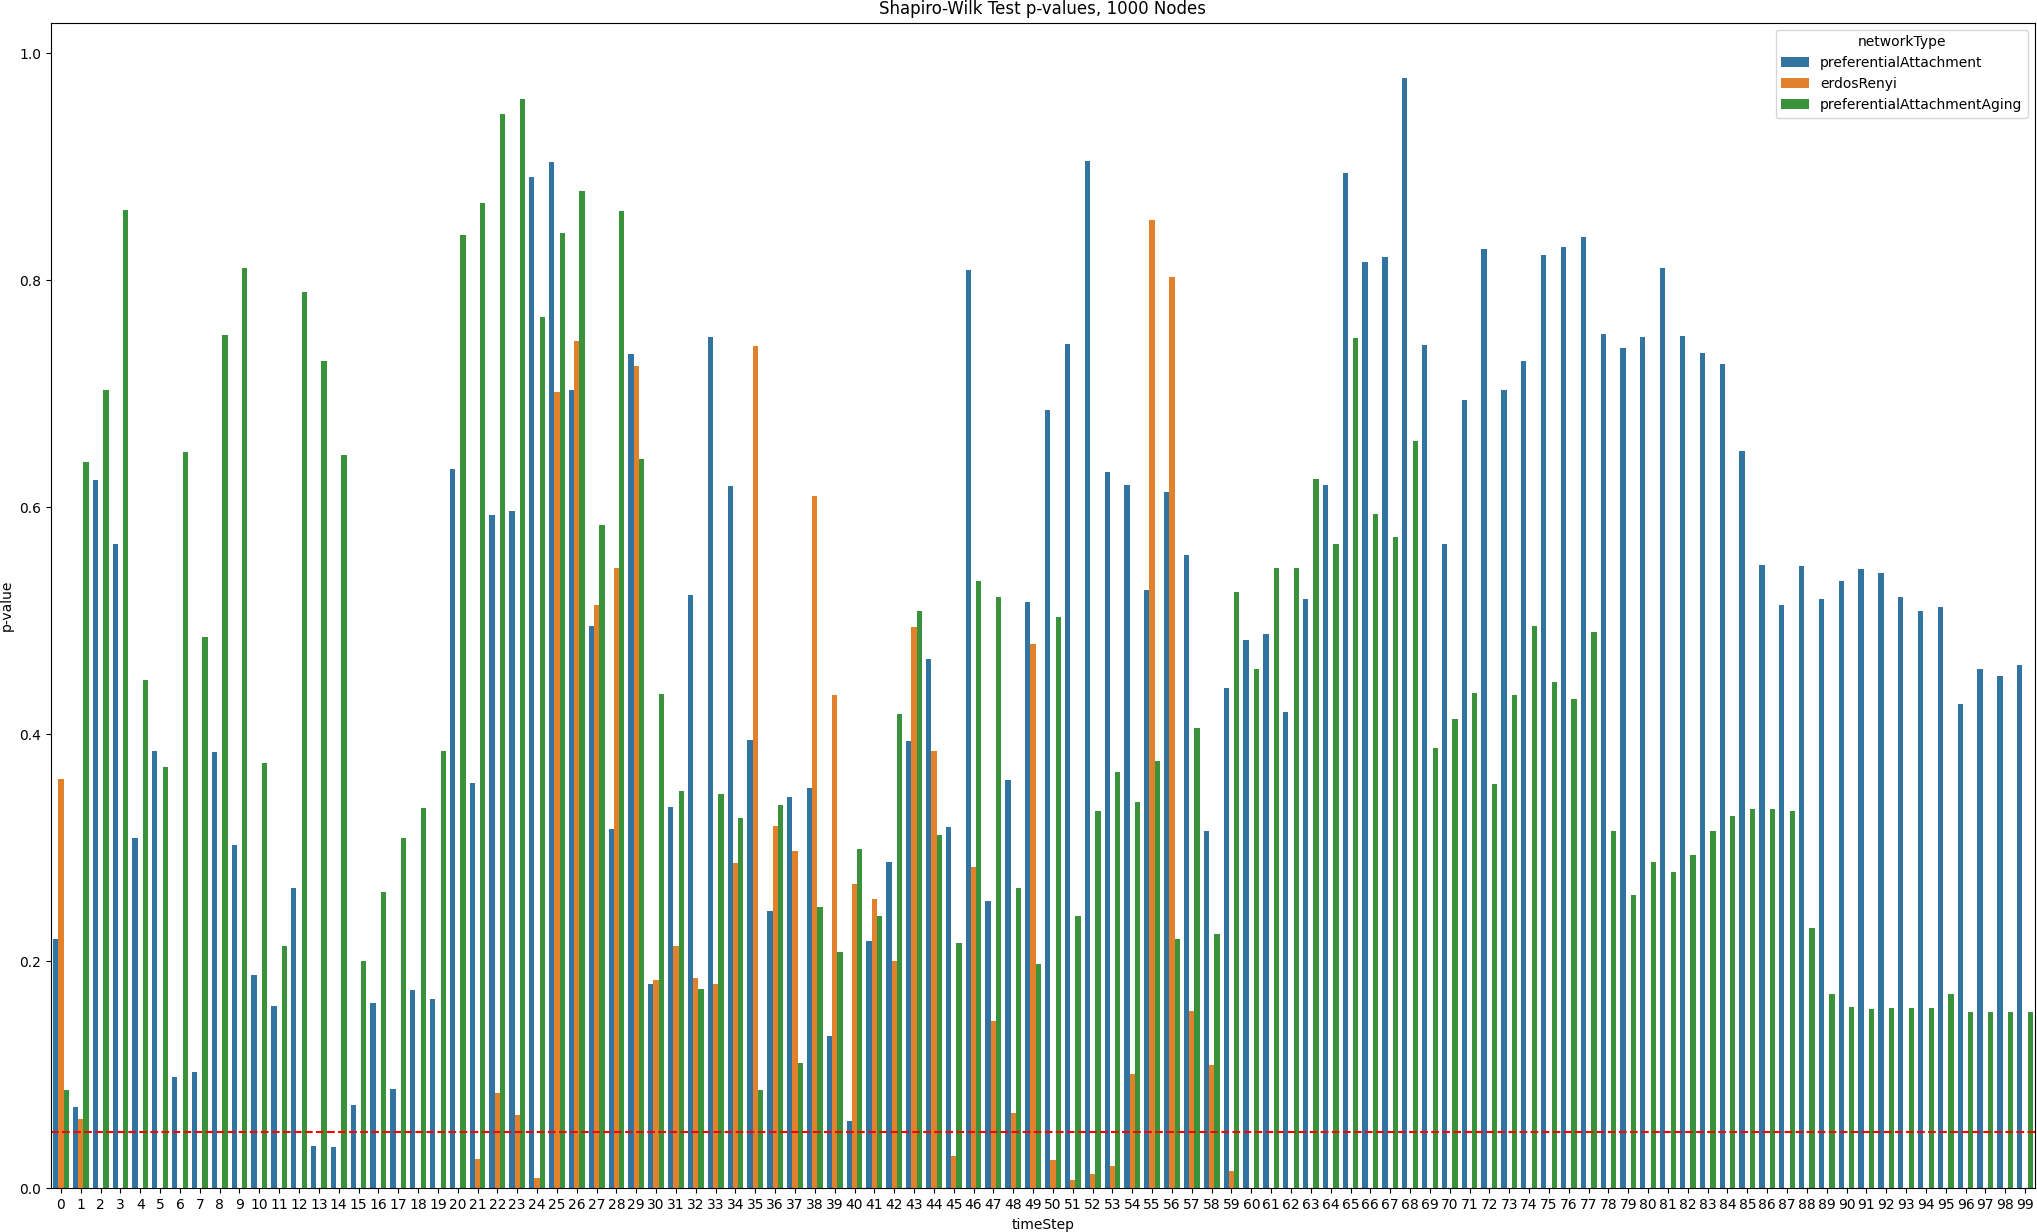 Shapiro-Wilk Test p-values, 1000 Nodes
networkType
preferentialAttachment
erdosRenyi
preferentialAttachmentAging
1.0
0.8
0.6
0.4
0.2
0.0
p-value
0 1 2 3 4 5 6 7 8 9 10 11 12 13 14 15 16 17 18 19 20 21 22 23 24 25 26 27 28 29 30 31 32 33 34 35 36 37 38 39 40 41 42 43 44 45 46 47 48 49 50 51 52 53 54 55 56 57 58 59 60 61 62 63 64 65 66 67 68 69 70 71 72 73 74 75 76 77 78 79 80 81 82 83 84 85 86 87 88 89 90 91 92 93 94 95 96 97 98 99
timeStep